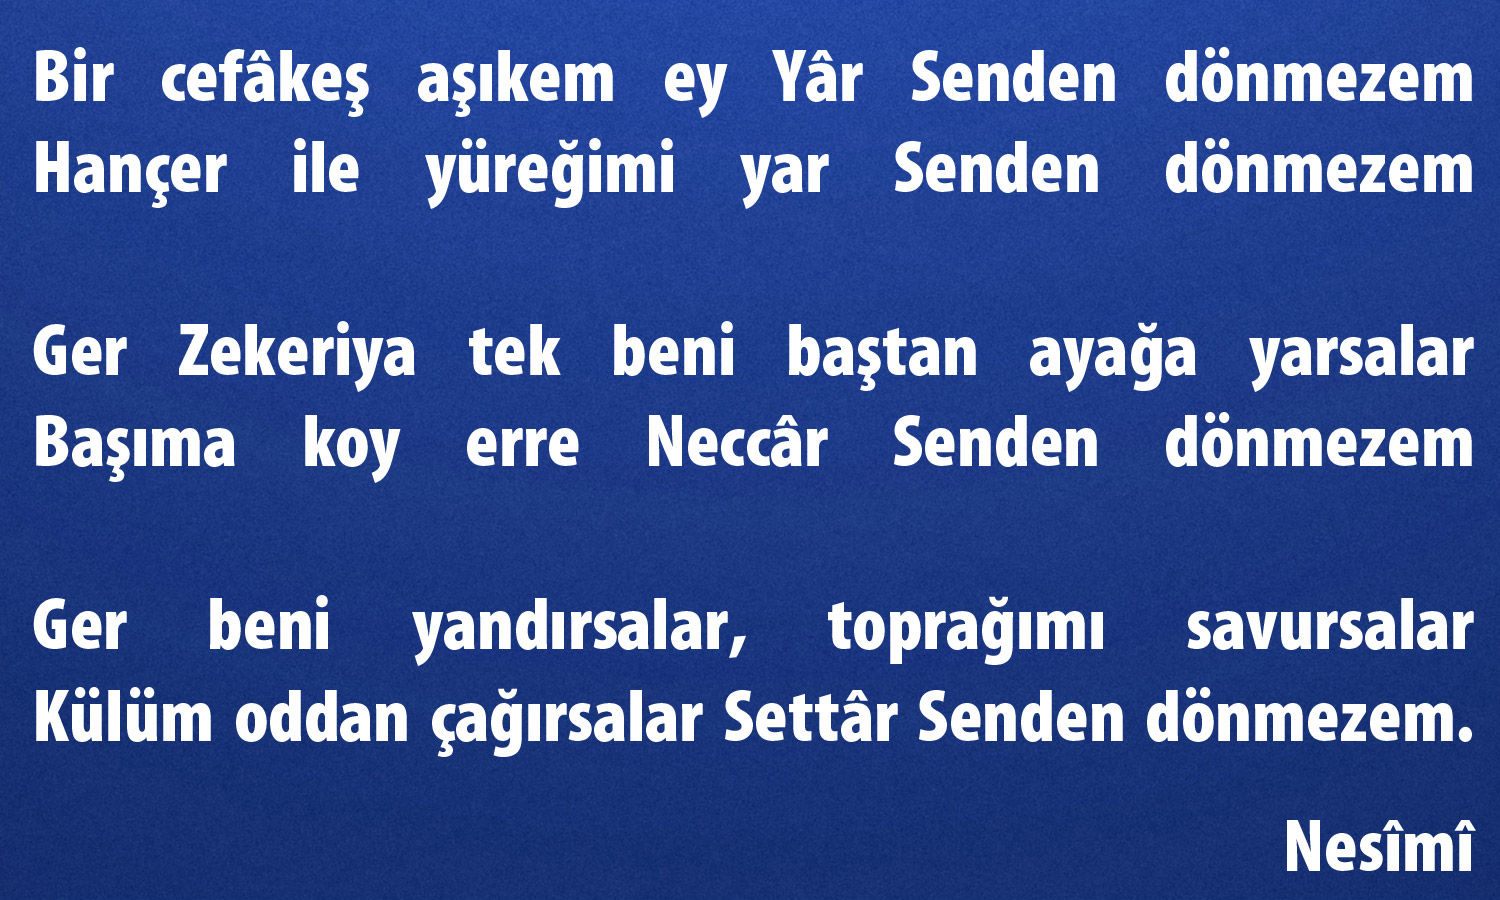 Bir cefâkeş aşıkem ey Yâr Senden dönmezem
Hançer ile yüreğimi yar Senden dönmezem
Ger Zekeriya tek beni baştan ayağa yarsalar
Başıma koy erre Neccâr Senden dönmezem
Ger beni yandırsalar, toprağımı savursalar
Külüm oddan çağırsalar Settâr Senden dönmezem.
Nesîmî